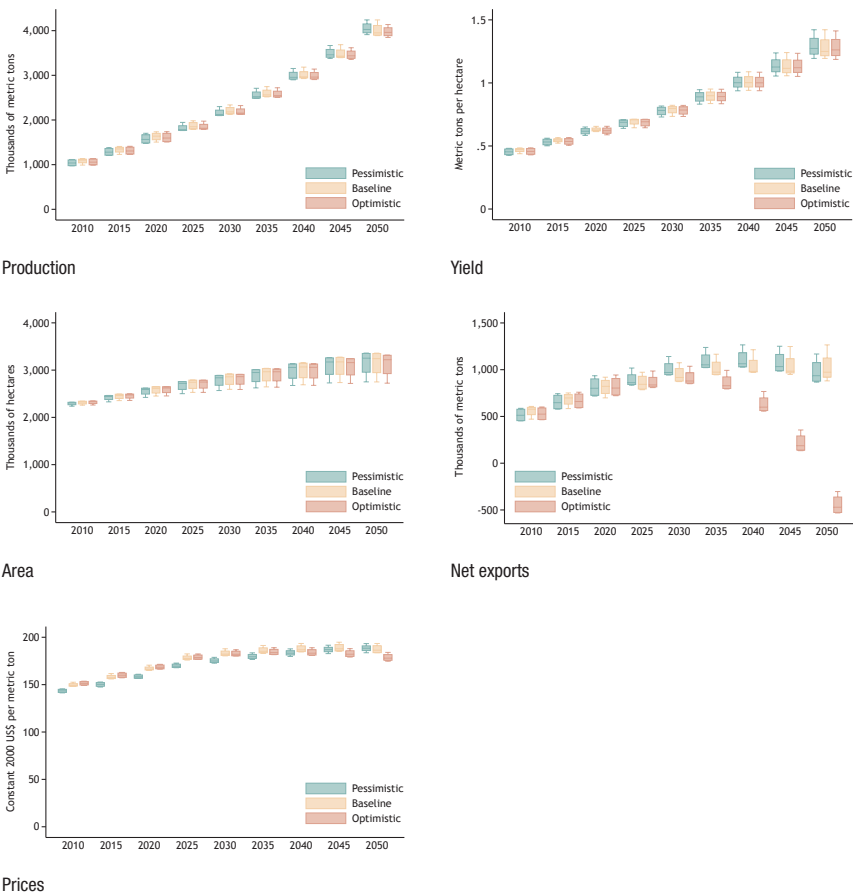 Thousands of metric tons
4,000
3,000
2,000
1,000
0
Pessimistic
Baseline
Optimistic
2010 2015 2020 2025 2030 2035 2040 2045 2050
Production
Metric tons per hectare
1.5
1
.5
0
Pessimistic
Baseline
Optimistic
2010 2015 2020 2025 2030 2035 2040 2045 2050
Yield
Thousands of hectares
4,000
3,000
2,000
1,000
0
Pessimistic
Baseline
Optimistic
2010 2015 2020 2025 2030 2035 2040 2045 2050
Area
Thousands of metric tons
1,500
1,000
500
0
-500
Pessimistic
Baseline
Optimistic
2010 2015 2020 2025 2030 2035 2040 2045 2050
Net exports
Constant 2000 US$ per metric ton
200
150
100
50
0
Pessimistic
Baseline
Optimistic
2010 2015 2020 2025 2030 2035 2040 2045 2050
Prices